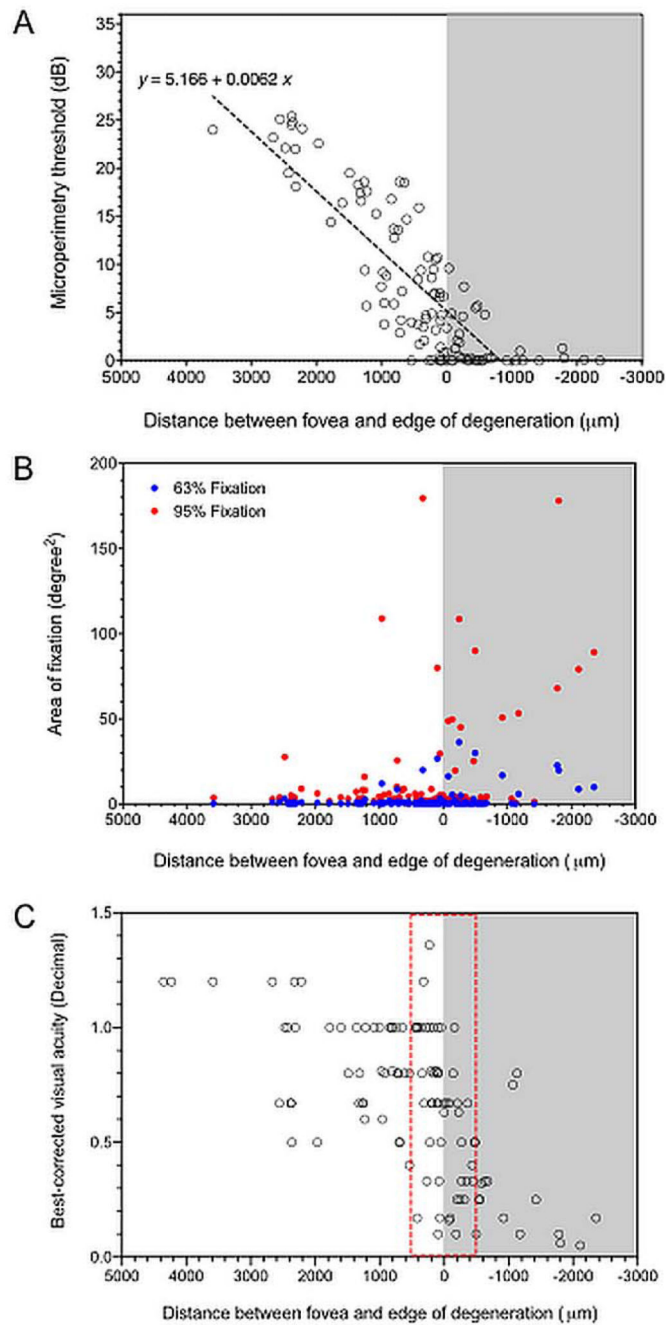 A
y = 5.166 + 0.0062 x
Microperimetry threshold (dB)
35
30
25
20
15
10
5
0
5000 4000 3000 2000 1000 0 -1000 -2000 -3000
Distance between fovea and edge of degeneration (μm)
B
63% Fixation
95% Fixation
Area of fixation (degree²)
200
150
100
50
0
5000 4000 3000 2000 1000 0 -1000 -2000 -3000
Distance between fovea and edge of degeneration (μm)
C
Best-corrected visual acuity (Decimal)
1.5
1.0
0.5
0.0
5000 4000 3000 2000 1000 0 -1000 -2000 -3000
Distance between fovea and edge of degeneration (μm)